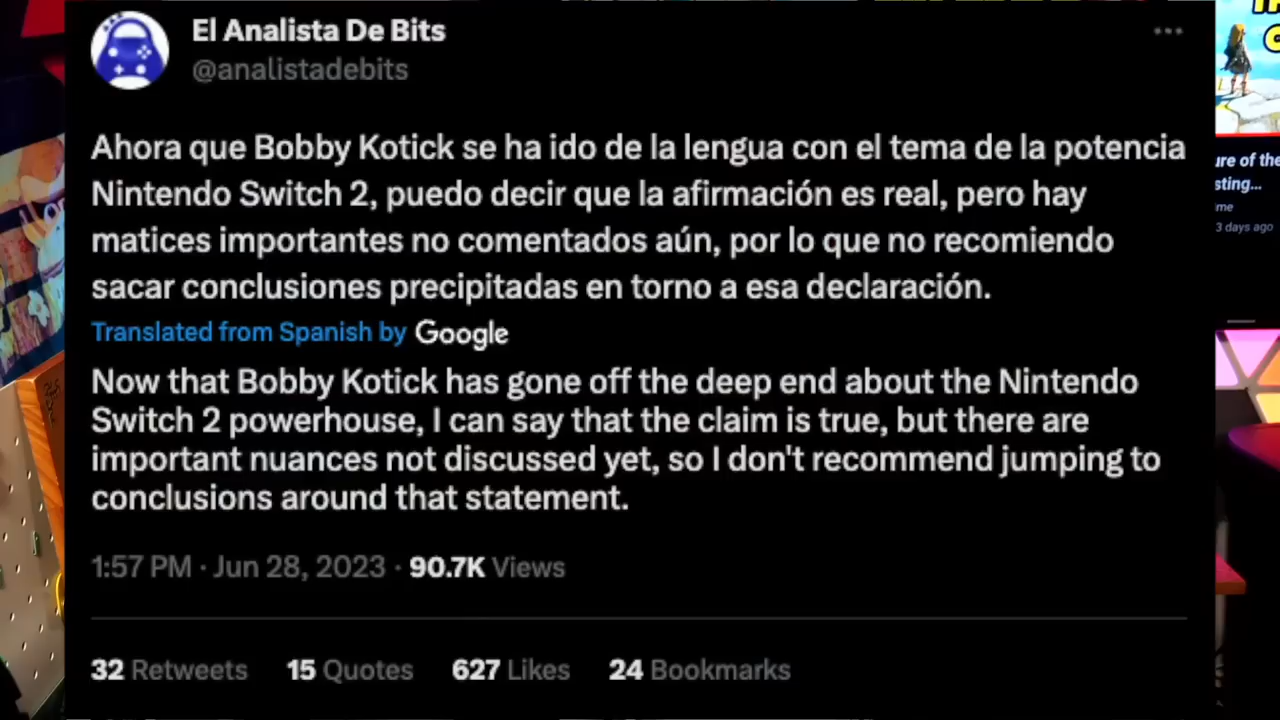 El Analista De Bits
@analistadebits
Ahora que Bobby Kotick se ha ido de la lengua con el tema de la potencia
Nintendo Switch 2, puedo decir que la afirmación es real, pero hay
matices importantes no comentados aún, por lo que no recomiendo
sacar conclusiones precipitadas en torno a esa declaración.
Translated from Spanish by Google
Now that Bobby Kotick has gone off the deep end about the Nintendo
Switch 2 powerhouse, I can say that the claim is true, but there are
important nuances not discussed yet, so I don't recommend jumping to
conclusions around that statement.
1:57 PM · Jun 28, 2023 · 90.7K Views
32 Retweets 15 Quotes 627 Likes 24 Bookmarks
ure of the
sting...
me
3 days ago